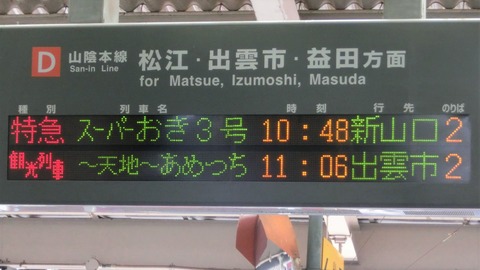 D 山陰本線 松江・出雲市・益田方面
San-in Line for Matsue, Izumoshi, Masuda
種別 列車名 時刻 行先 のりば
特急 スーパーおき3号 10:48 新山口 2
観光列車 〜天地〜あめつち 11:06 出雲市 2